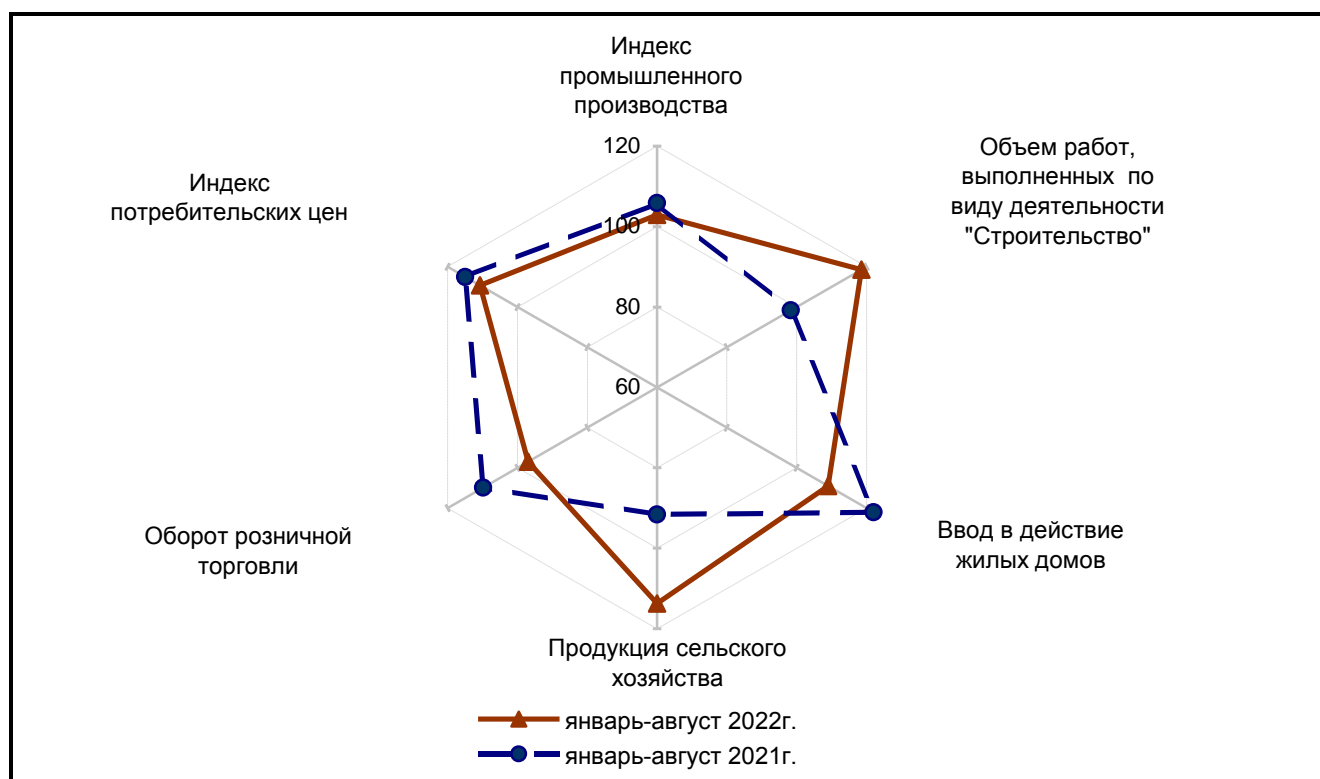 Индекс
промышленного
производства
Объем работ,
выполненных по
виду деятельности
"Строительство"
Индекс
потребительских цен
120
100
80
60
Оборот розничной
торговли
Ввод в действие
жилых домов
Продукция сельского
хозяйства
январь-август 2022г.
январь-август 2021г.